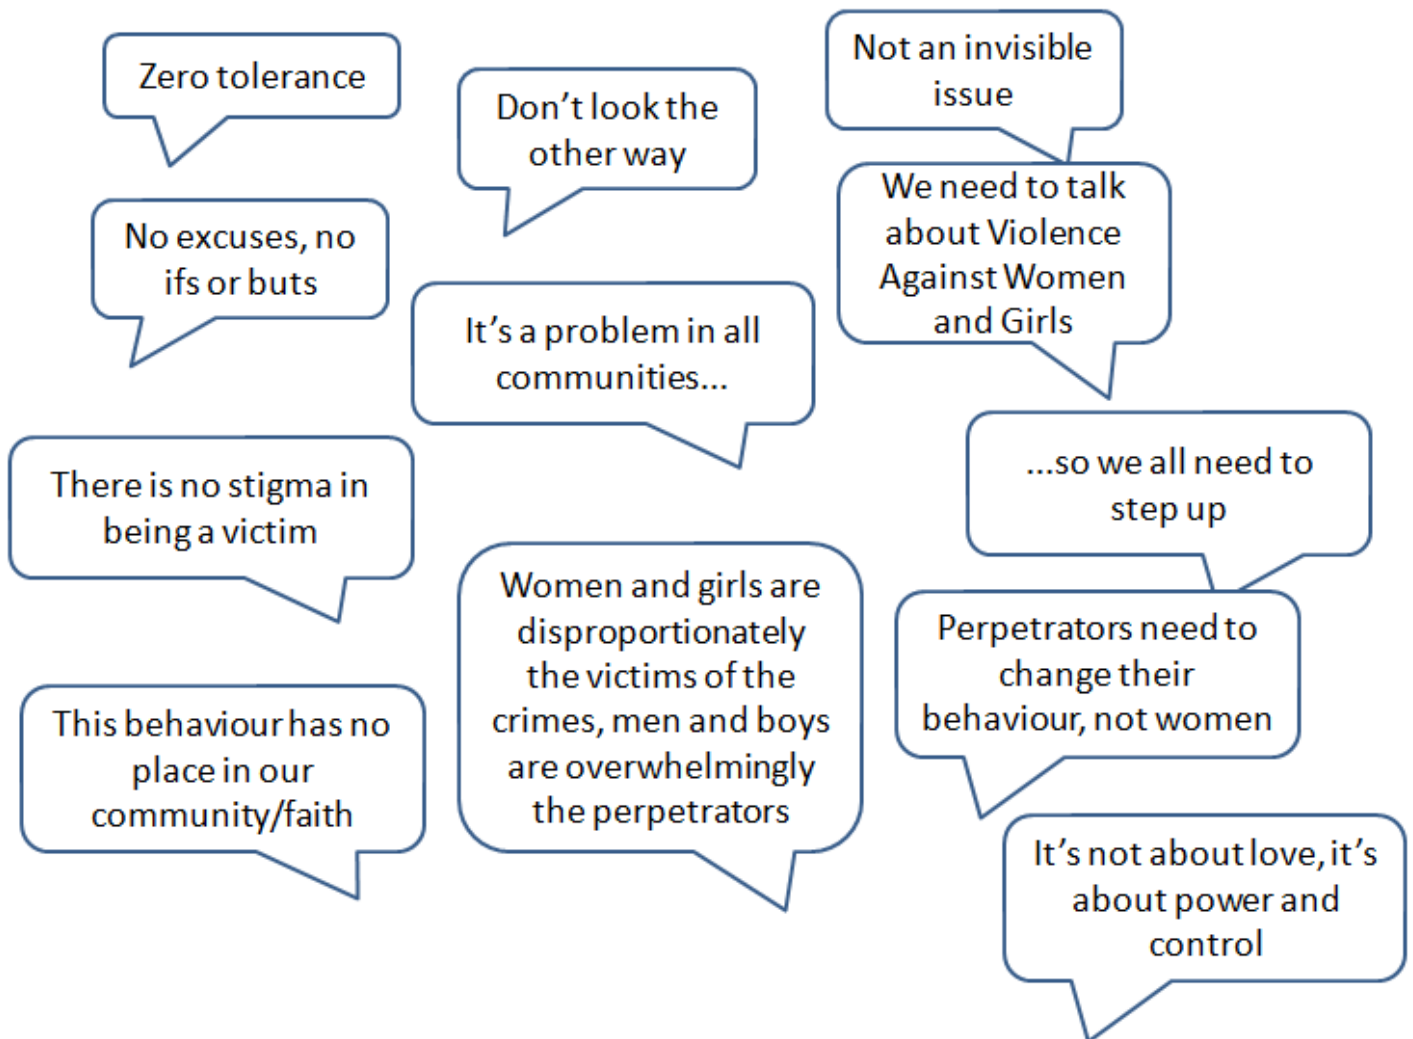 Zero tolerance
Don’t look the
other way
Not an invisible
issue
We need to talk
about Violence
Against Women
and Girls
No excuses, no
ifs or buts
It’s a problem in all
communities...
...so we all need to
step up
There is no stigma in
being a victim
Women and girls are
disproportionately
the victims of the
crimes, men and boys
are overwhelmingly
the perpetrators
Perpetrators need to
change their
behaviour, not women
This behaviour has no
place in our
community/faith
It’s not about love, it’s
about power and
control